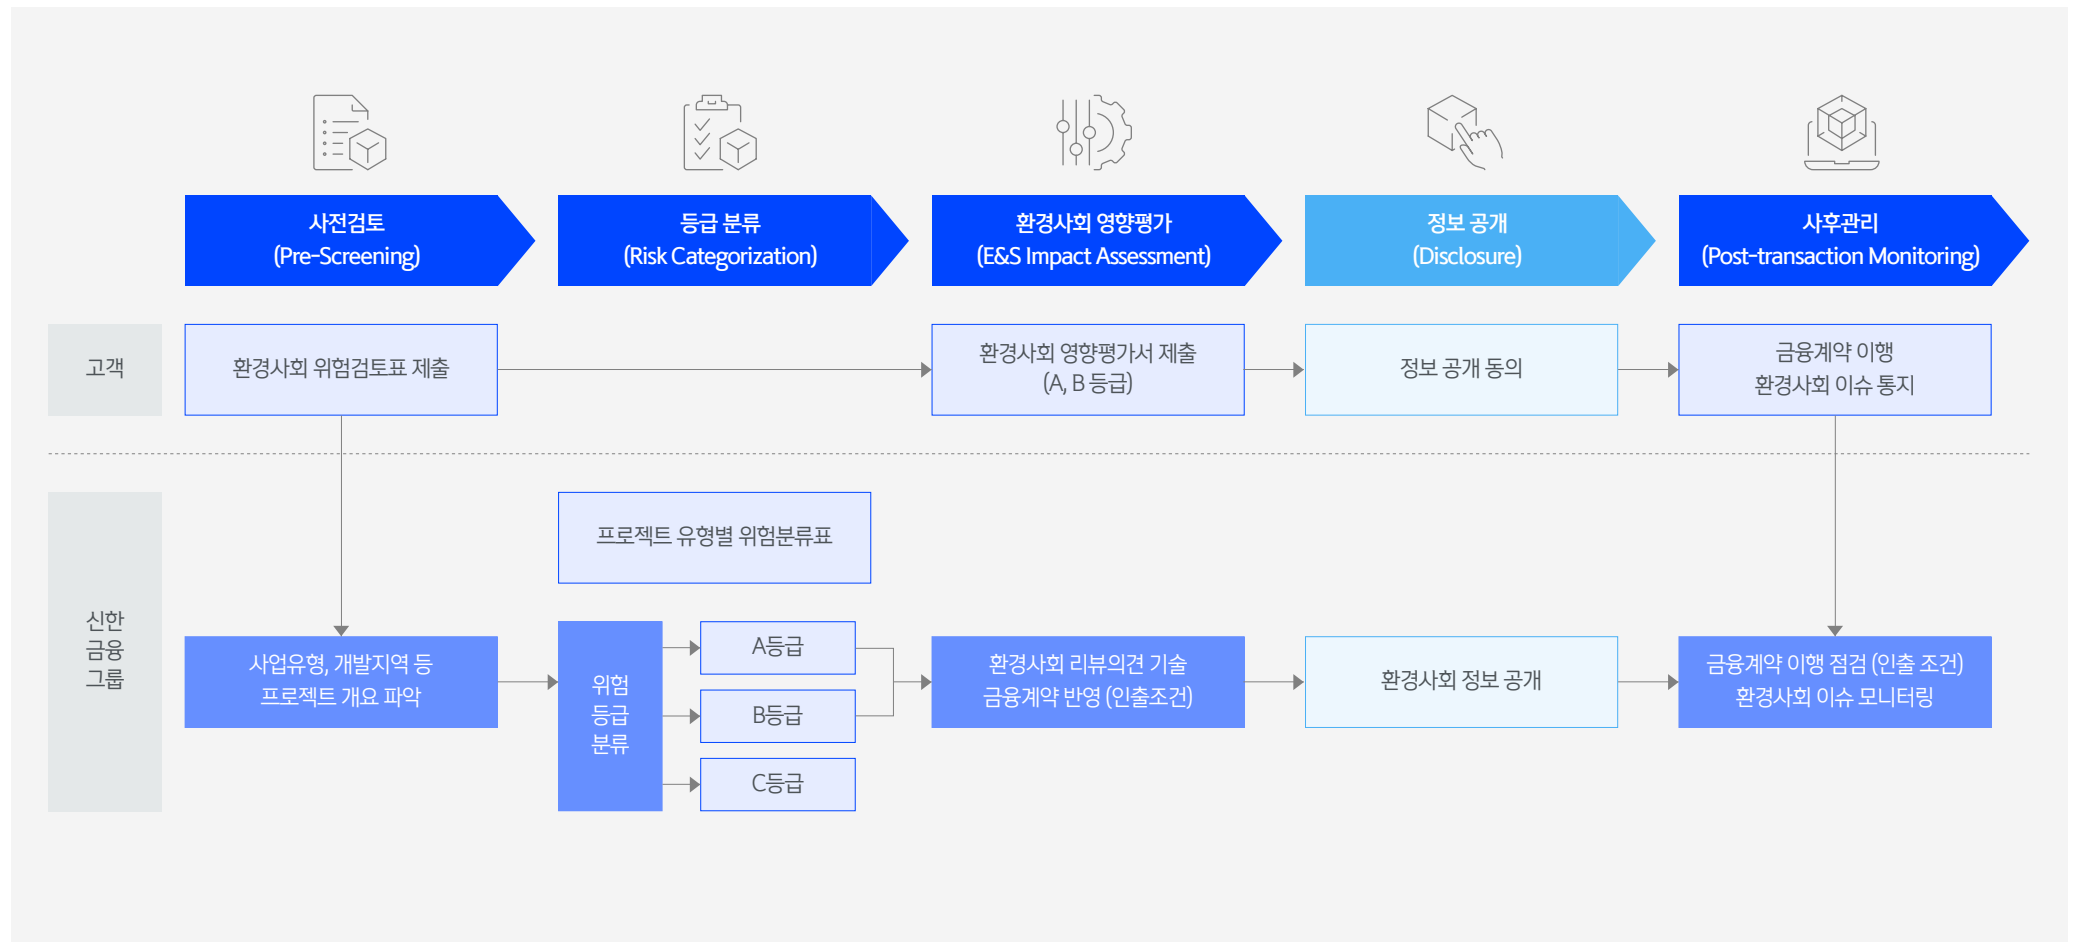 사전검토
(Pre-Screening)
등급 분류
(Risk Categorization)
환경사회 영향평가
(E&S Impact Assessment)
정보 공개
(Disclosure)
사후관리
(Post-transaction Monitoring)
고객
환경사회 위험검토표 제출
환경사회 영향평가서 제출
(A, B 등급)
정보 공개 동의
금융계약 이행
환경사회 이슈 통지
신한
금융
그룹
프로젝트 유형별 위험분류표
사업유형, 개발지역 등
프로젝트 개요 파악
위험
등급
분류
A등급
B등급
C등급
환경사회 리뷰의견 기술
금융계약 반영 (인출조건)
환경사회 정보 공개
금융계약 이행 점검 (인출 조건)
환경사회 이슈 모니터링